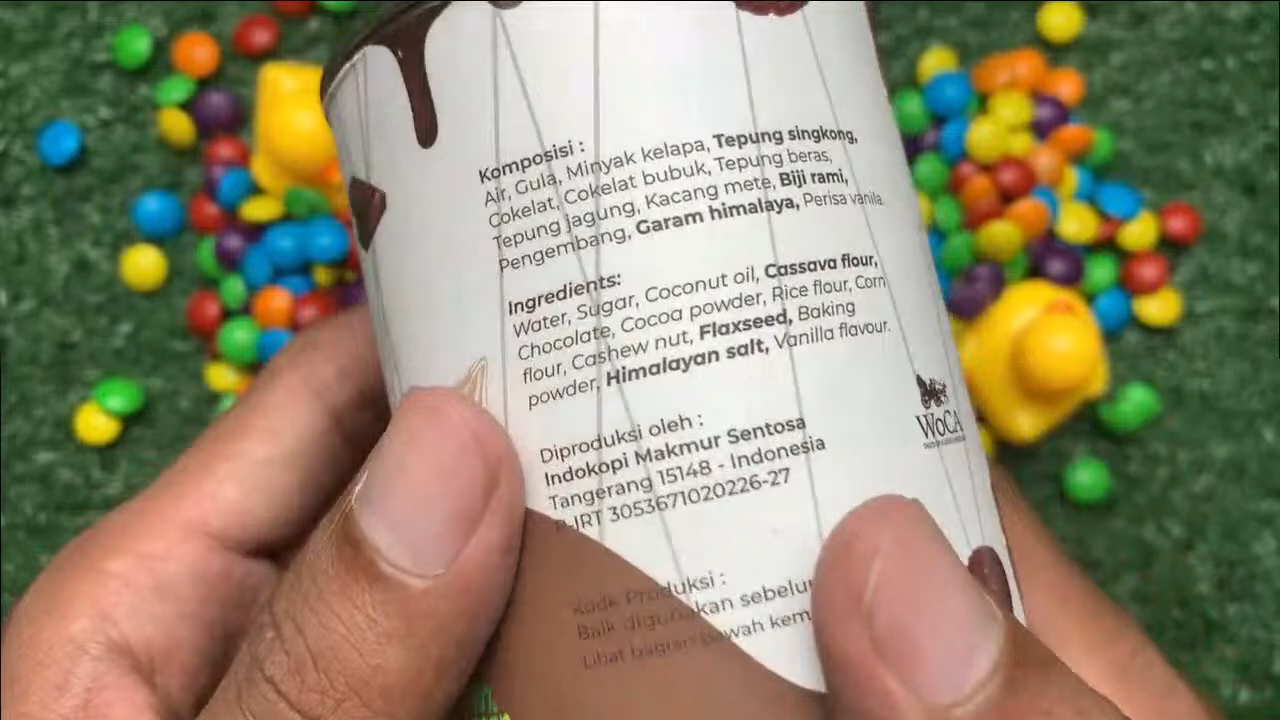 Komposisi :
Air, Gula, Minyak kelapa, Tepung singkong,
Cokelat, Cokelat bubuk, Tepung beras,
Tepung jagung, Kacang mete, Biji rami,
Pengembang, Garam himalaya, Perisa vanila.
Ingredients:
Water, Sugar, Coconut oil, Cassava flour,
Chocolate, Cocoa powder, Rice flour, Corn
flour, Cashew nut, Flaxseed, Baking
powder, Himalayan salt, Vanilla flavour.
Diproduksi oleh :
Indokopi Makmur Sentosa
Tangerang 15148 - Indonesia
P-IRT 3053671020226-27
WoCA
Kode Produksi :
Baik digunakan sebelu
Lihat bagian bawah kem